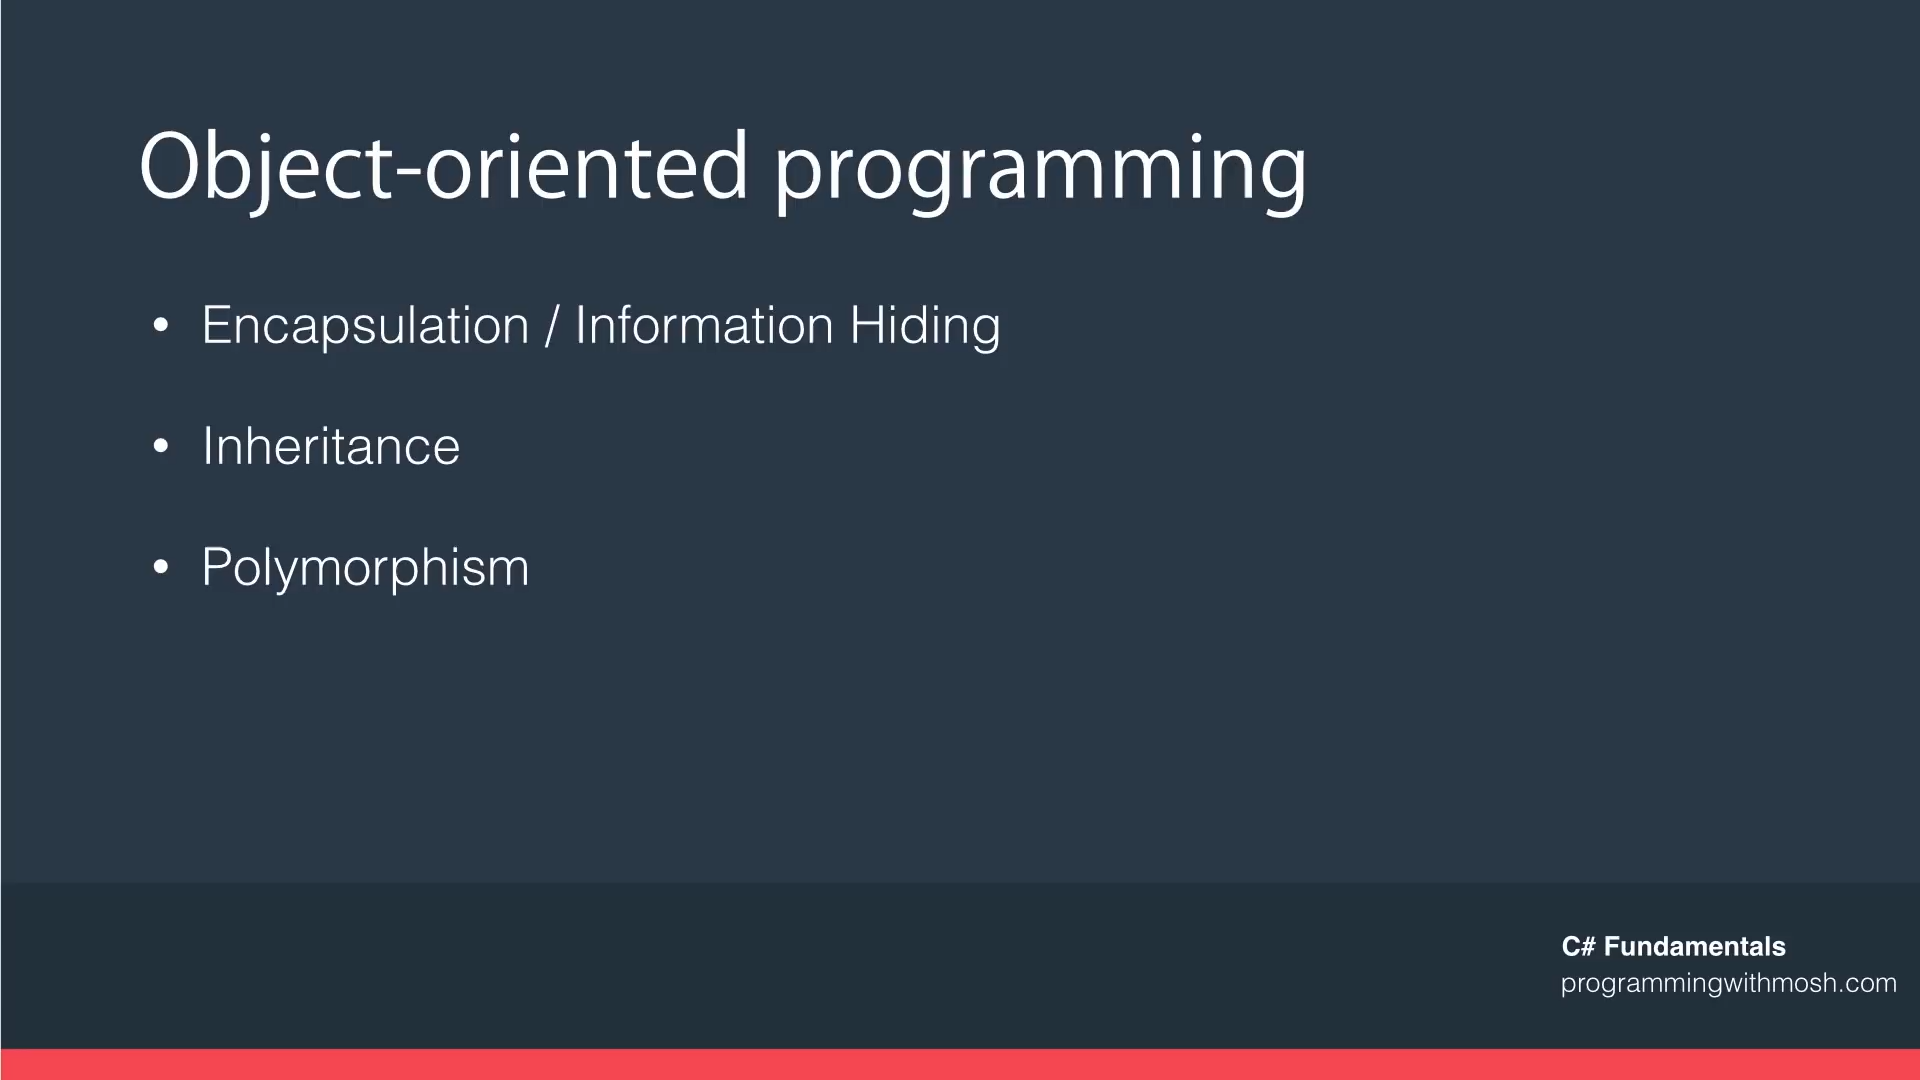 Object-oriented programming
• Encapsulation / Information Hiding
• Inheritance
• Polymorphism
C# Fundamentals
programmingwithmosh.com